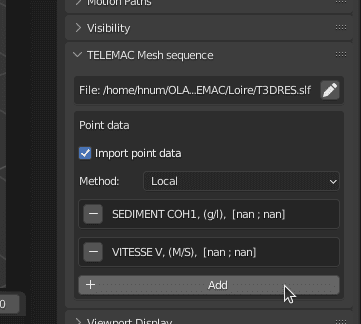 Motion Paths
Visibility
TELEMAC Mesh sequence
File: /home/hnum/OLA...EMAC/Loire/T3DRES.slf
Point data
Import point data
Method: Local
SEDIMENT COH1, (g/l), [nan ; nan]
VITESSE V, (M/S), [nan ; nan]
Add
0
Viewport Display